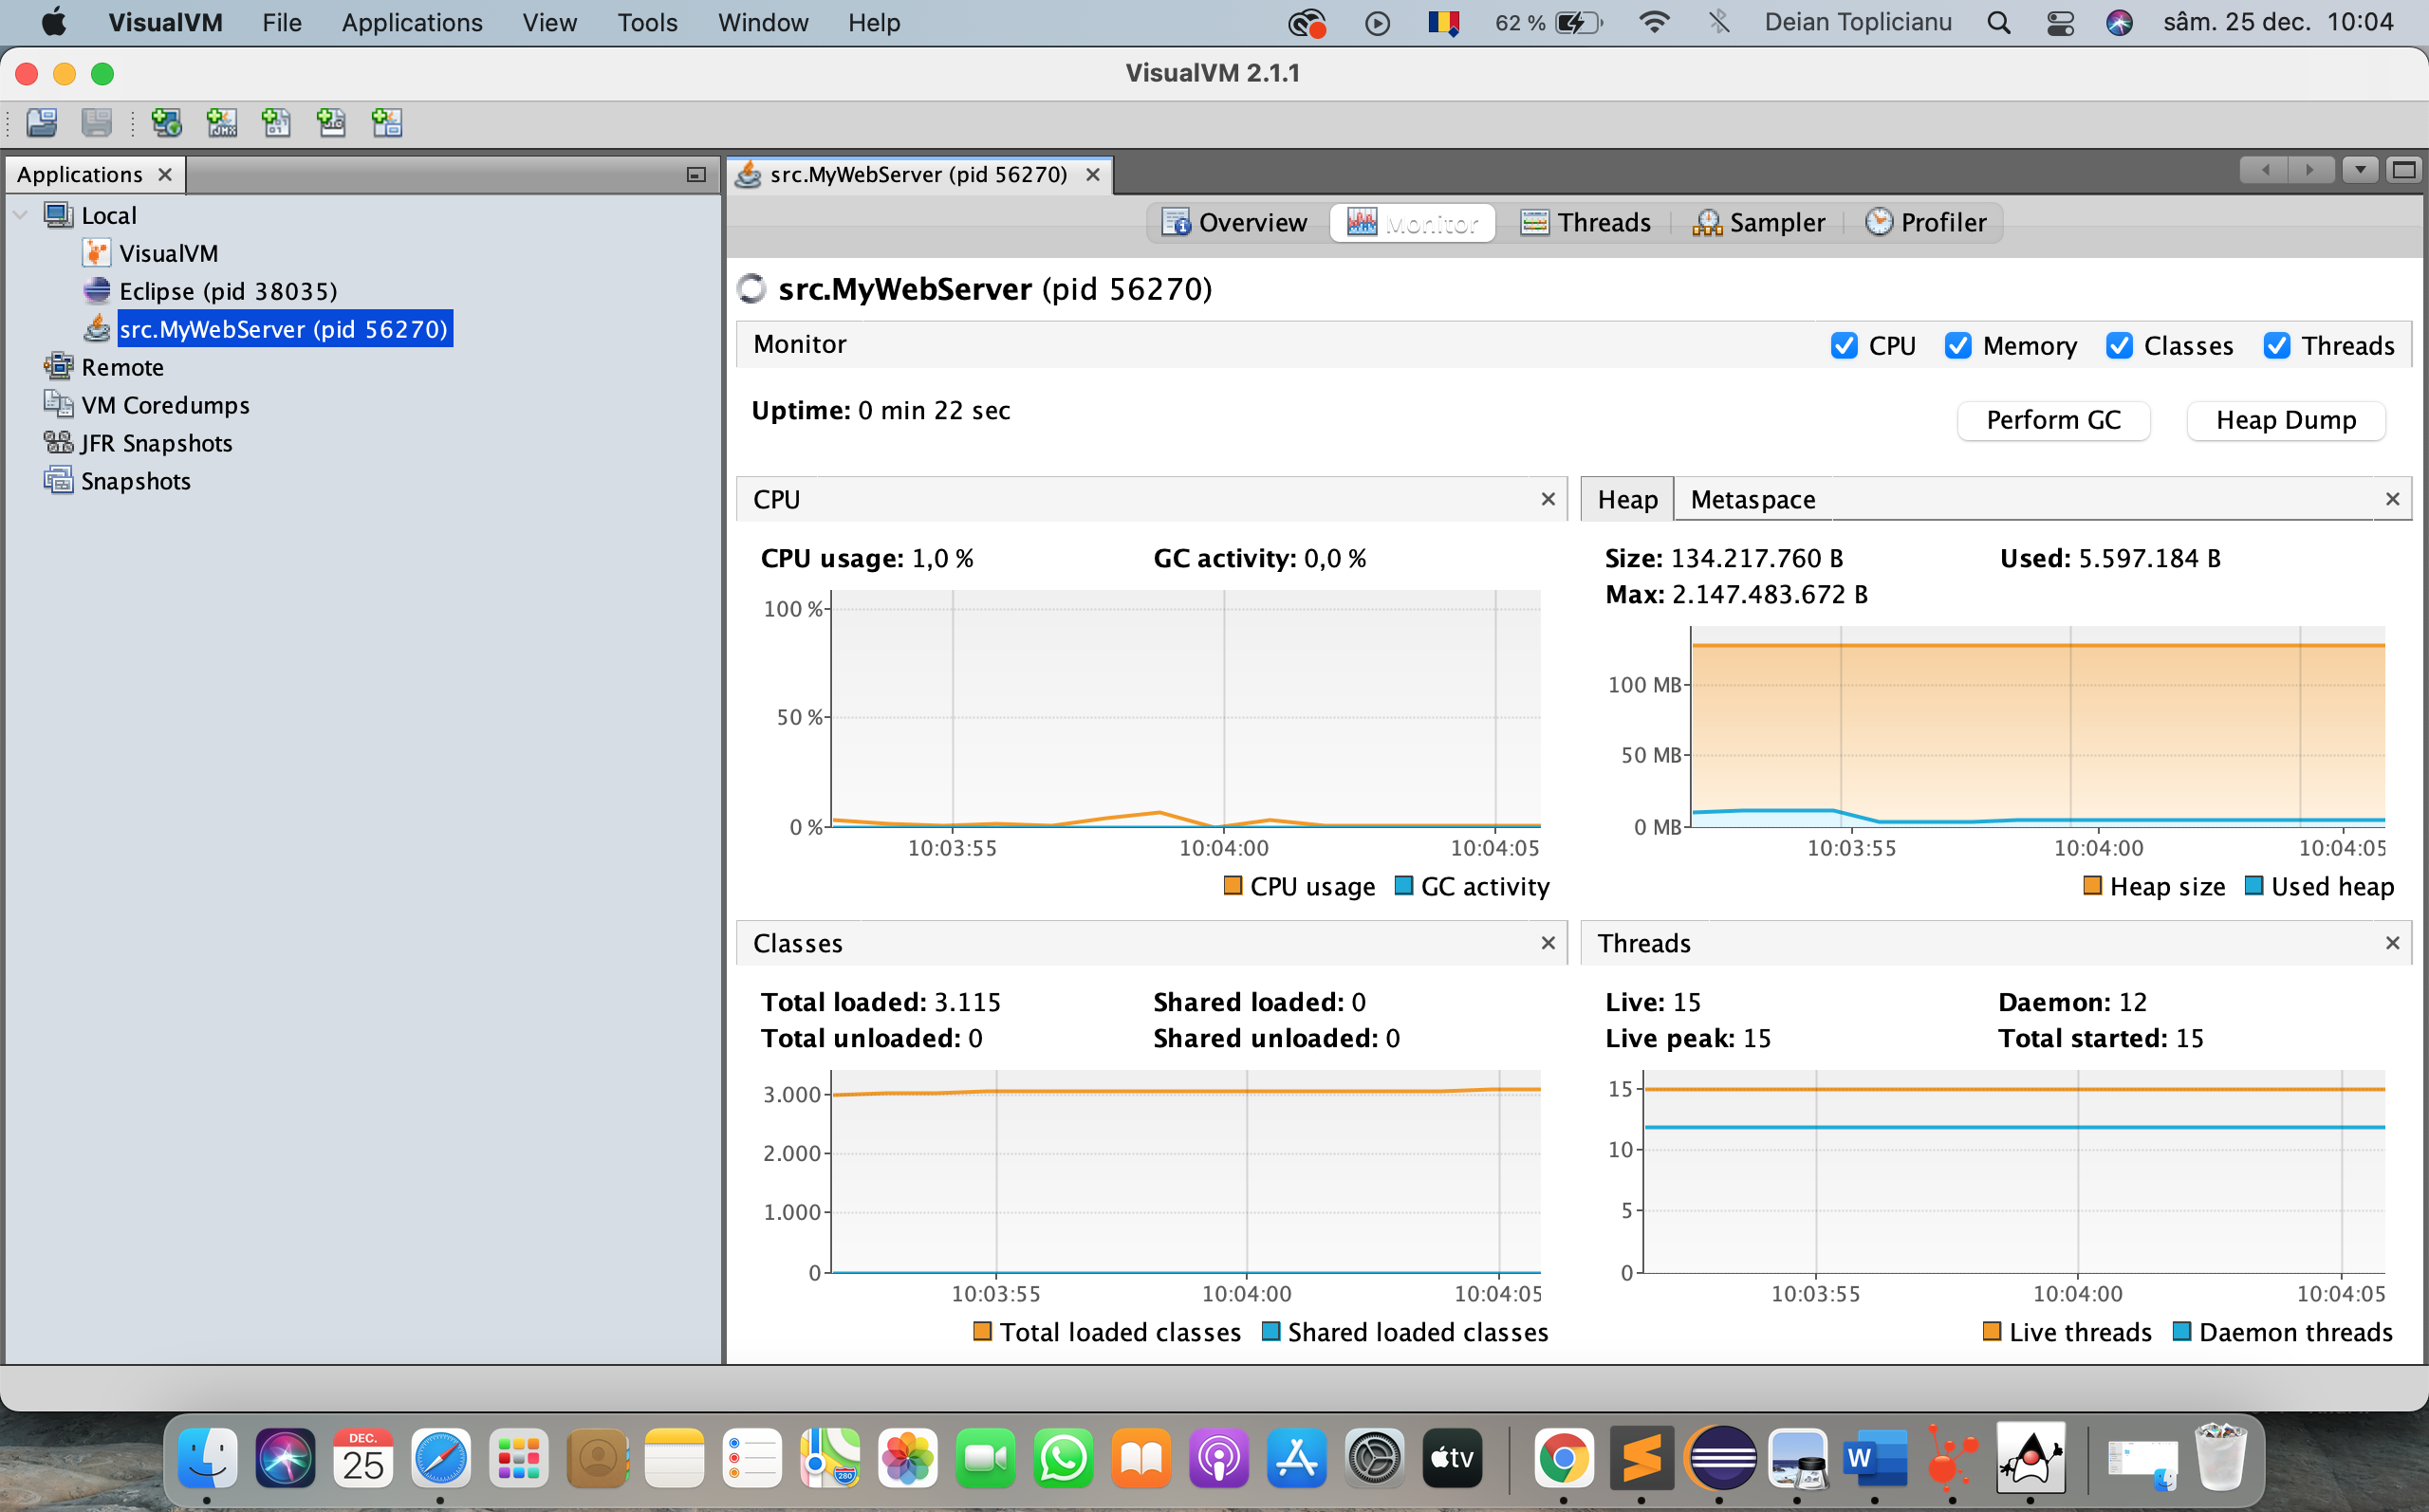 VisualVM File Applications View Tools Window Help 62 % Deian Toplicianu sâm. 25 dec. 10:04
VisualVM 2.1.1
Applications
Local
VisualVM
Eclipse (pid 38035)
src.MyWebServer (pid 56270)
Remote
VM Coredumps
JFR Snapshots
Snapshots
src.MyWebServer (pid 56270)
Overview Monitor Threads Sampler Profiler
src.MyWebServer (pid 56270)
Monitor CPU Memory Classes Threads
Uptime: 0 min 22 sec
Perform GC Heap Dump
CPU
CPU usage: 1,0 % GC activity: 0,0 %
100 %
50 %
0 %
10:03:55 10:04:00 10:04:05
CPU usage GC activity
Heap Metaspace
Size: 134.217.760 B Used: 5.597.184 B
Max: 2.147.483.672 B
100 MB
50 MB
0 MB
10:03:55 10:04:00 10:04:05
Heap size Used heap
Classes
Total loaded: 3.115 Shared loaded: 0
Total unloaded: 0 Shared unloaded: 0
3.000
2.000
1.000
0
10:03:55 10:04:00 10:04:05
Total loaded classes Shared loaded classes
Threads
Live: 15 Daemon: 12
Live peak: 15 Total started: 15
15
10
5
0
10:03:55 10:04:00 10:04:05
Live threads Daemon threads
DEC.
25
280
tv
W